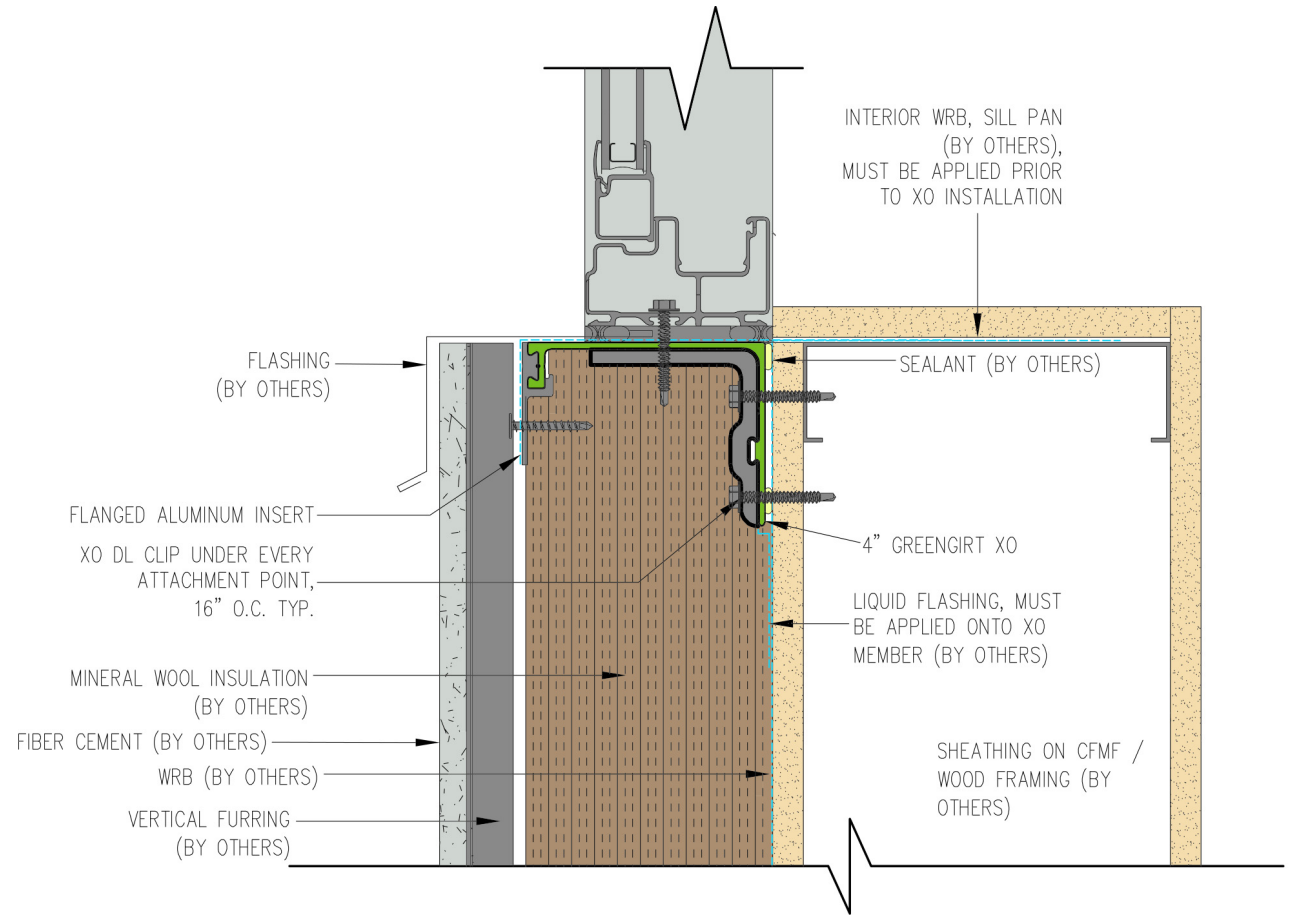 INTERIOR WRB, SILL PAN
(BY OTHERS),
MUST BE APPLIED PRIOR
TO XO INSTALLATION
FLASHING
(BY OTHERS)
SEALANT (BY OTHERS)
FLANGED ALUMINUM INSERT
XO DL CLIP UNDER EVERY
ATTACHMENT POINT,
16” O.C. TYP.
4” GREENGIRT XO
LIQUID FLASHING, MUST
BE APPLIED ONTO XO
MEMBER (BY OTHERS)
MINERAL WOOL INSULATION
(BY OTHERS)
FIBER CEMENT (BY OTHERS)
WRB (BY OTHERS)
VERTICAL FURRING
(BY OTHERS)
SHEATHING ON CFMF /
WOOD FRAMING (BY
OTHERS)